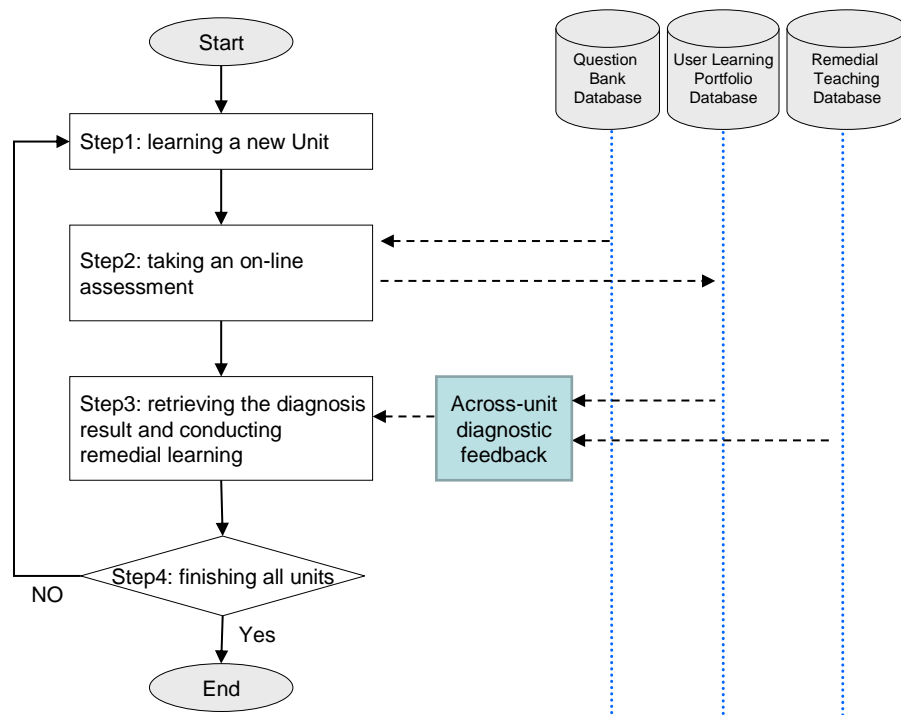 Start
Question
Bank
Database
User Learning
Portfolio
Database
Remedial
Teaching
Database
Step1: learning a new Unit
Step2: taking an on-line
assessment
Step3: retrieving the diagnosis
result and conducting
remedial learning
Across-unit
diagnostic
feedback
Step4: finishing all units
NO
Yes
End